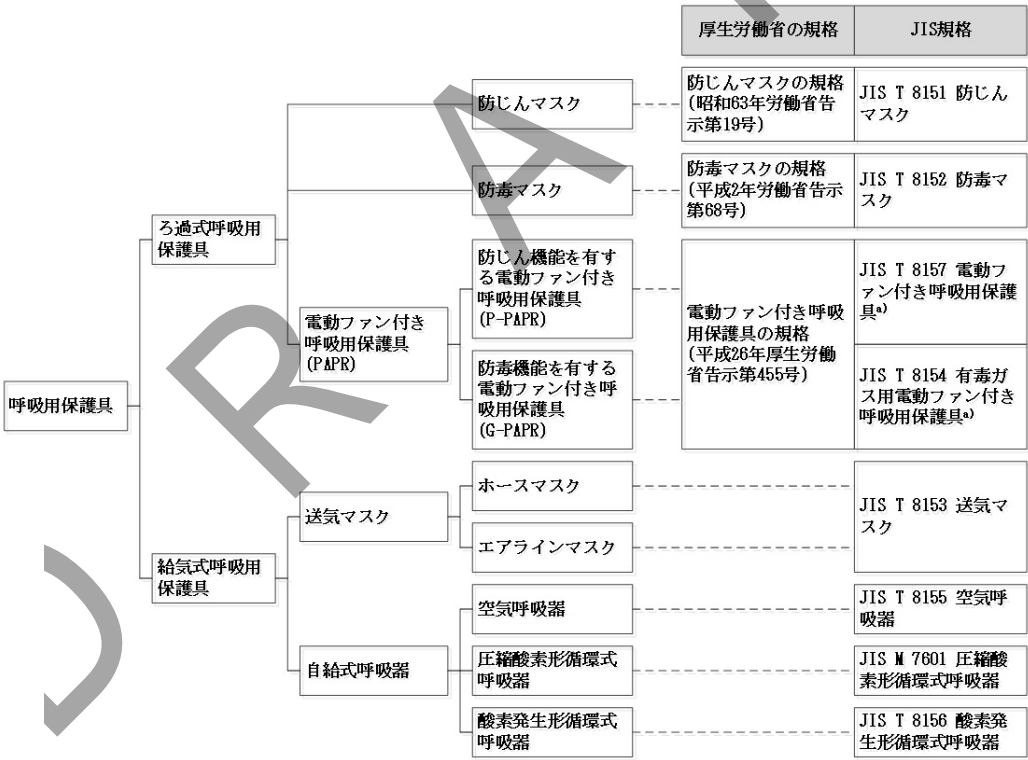 厚生労働省の規格
JIS規格
防じんマスク
防じんマスクの規格
(昭和63年労働省告
示第19号)
JIS T 8151 防じん
マスク
防毒マスク
防毒マスクの規格
(平成2年労働省告示
第68号)
JIS T 8152 防毒マ
スク
ろ過式呼吸用
保護具
防じん機能を有す
る電動ファン付き
呼吸用保護具
(P-PAPR)
電動ファン付き
呼吸用保護具
(PAPR)
電動ファン付き呼吸
用保護具の規格
(平成26年厚生労働
省告示第455号)
JIS T 8157 電動フ
ァン付き呼吸用保護
具a)
防毒機能を有する
電動ファン付き呼
吸用保護具
(G-PAPR)
JIS T 8154 有毒ガ
ス用電動ファン付き
呼吸用保護具a)
呼吸用保護具
ホースマスク
送気マスク
JIS T 8153 送気マ
スク
エアラインマスク
給気式呼吸用
保護具
空気呼吸器
JIS T 8155 空気呼
吸器
自給式呼吸器
圧縮酸素形循環式
呼吸器
JIS M 7601 圧縮酸
素形循環式呼吸器
酸素発生形循環式
呼吸器
JIS T 8156 酸素発
生形循環式呼吸器
DRAFT